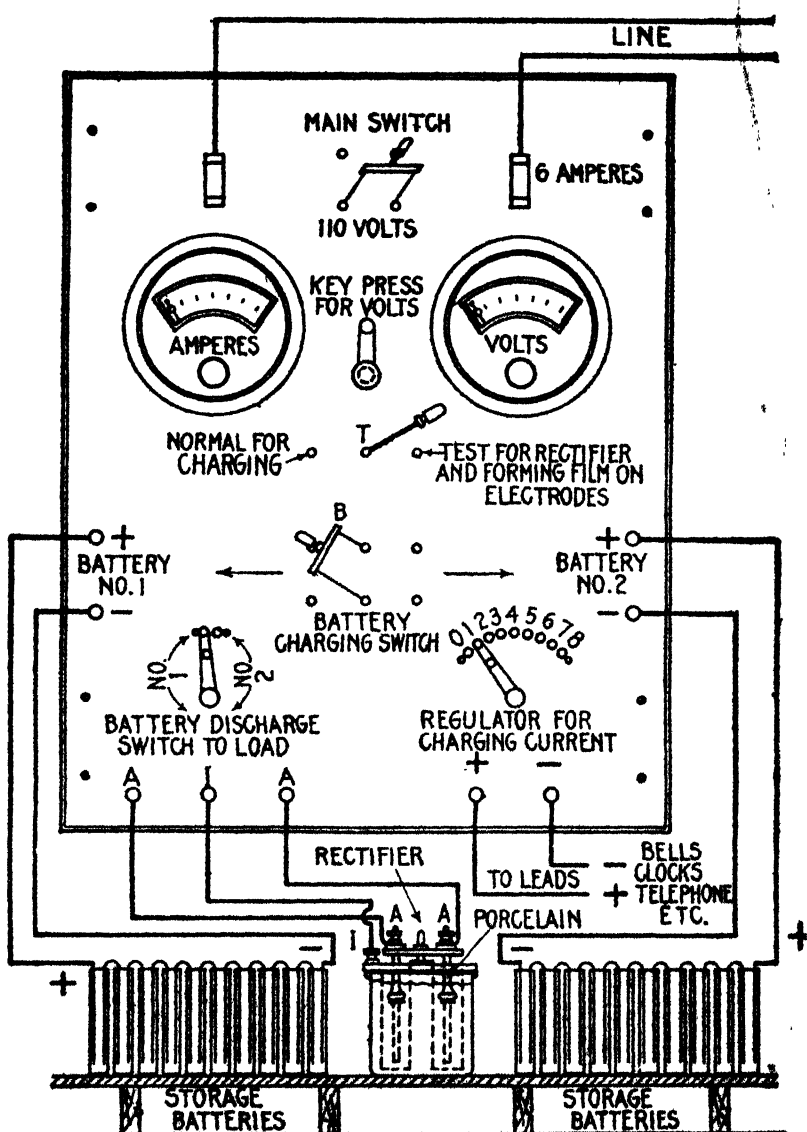 LINE
MAIN SWITCH
6 AMPERES
110 VOLTS
KEY PRESS
FOR VOLTS
AMPERES
VOLTS
T
NORMAL FOR
CHARGING
TEST FOR RECTIFIER
AND FORMING FILM ON
ELECTRODES
B
+
BATTERY
NO.1
-
+
BATTERY
NO.2
-
BATTERY
CHARGING SWITCH
0 1 2 3 4 5 6 7 8
NO.
1
NO.
2
BATTERY DISCHARGE
SWITCH TO LOAD
REGULATOR FOR
CHARGING CURRENT
A
I
A
+ -
RECTIFIER
TO LEADS
- BELLS
CLOCKS
+ TELEPHONE
ETC.
A A
PORCELAIN
I
-
-
+
+
STORAGE
BATTERIES
STORAGE
BATTERIES